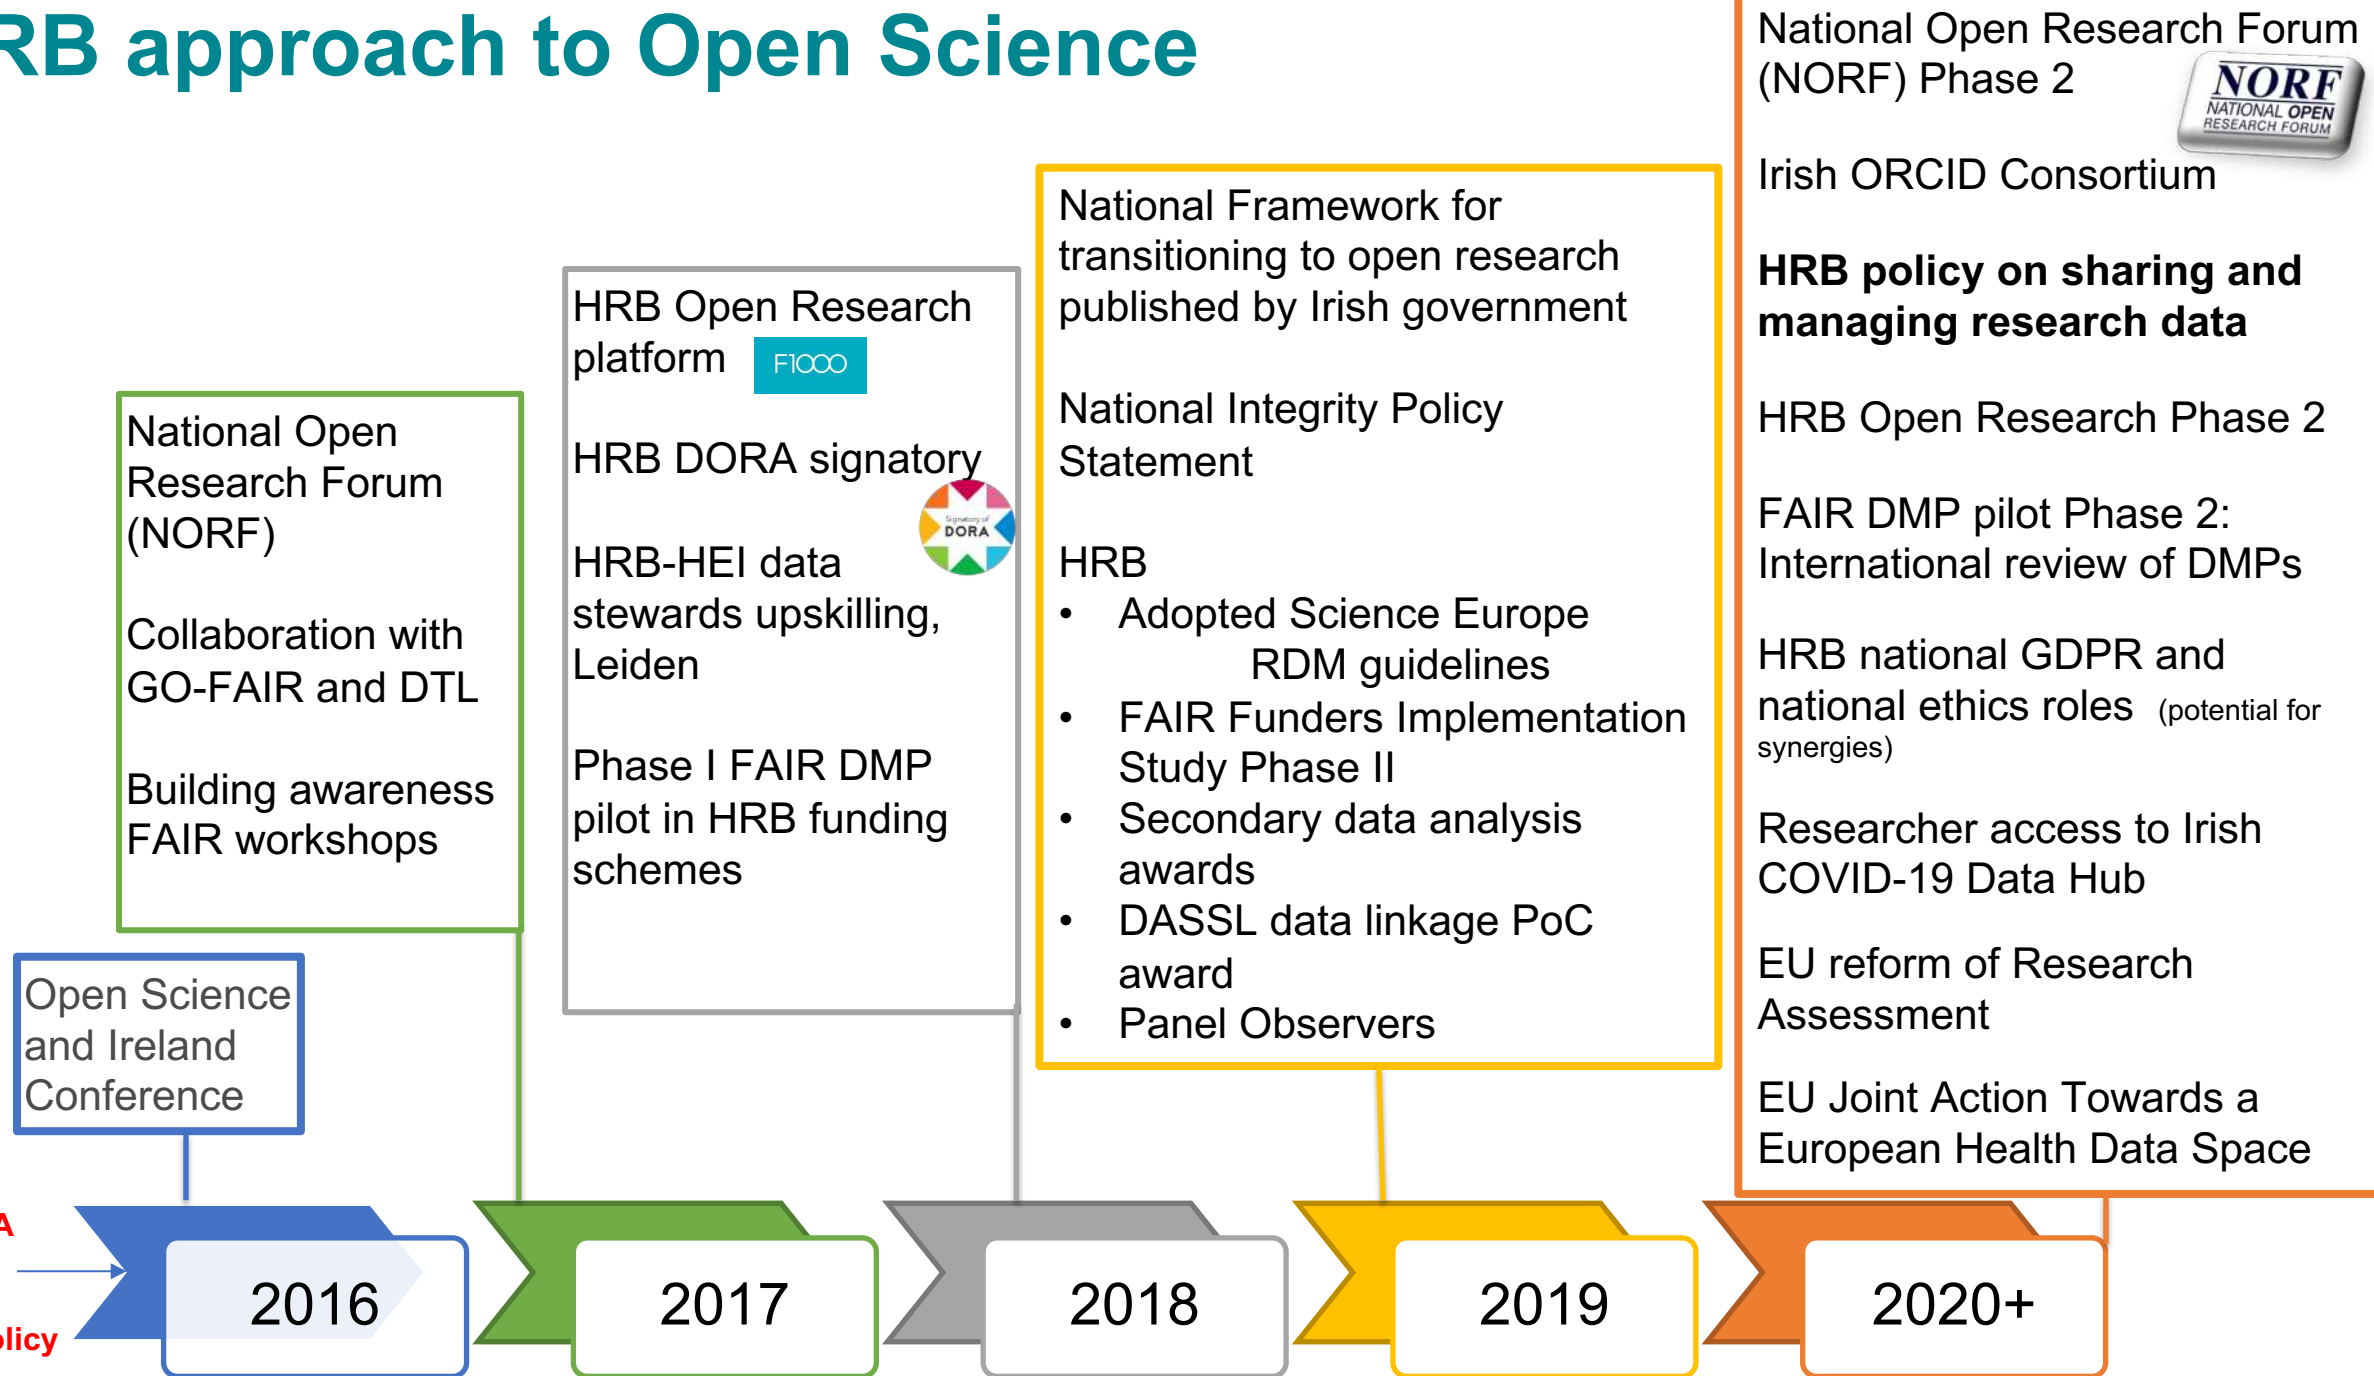 RB approach to Open Science
Open Science
and Ireland
Conference
National Open
Research Forum
(NORF)
Collaboration with
GO-FAIR and DTL
Building awareness
FAIR workshops
HRB Open Research
platform
F1000
HRB DORA signatory
Signatory of
DORA
HRB-HEI data
stewards upskilling,
Leiden
Phase I FAIR DMP
pilot in HRB funding
schemes
National Framework for
transitioning to open research
published by Irish government
National Integrity Policy
Statement
HRB
• Adopted Science Europe
RDM guidelines
• FAIR Funders Implementation
Study Phase II
• Secondary data analysis
awards
• DASSL data linkage PoC
award
• Panel Observers
National Open Research Forum
(NORF) Phase 2
NORF
NATIONAL OPEN
RESEARCH FORUM
Irish ORCID Consortium
HRB policy on sharing and
managing research data
HRB Open Research Phase 2
FAIR DMP pilot Phase 2:
International review of DMPs
HRB national GDPR and
national ethics roles (potential for
synergies)
Researcher access to Irish
COVID-19 Data Hub
EU reform of Research
Assessment
EU Joint Action Towards a
European Health Data Space
A
olicy
2016
2017
2018
2019
2020+